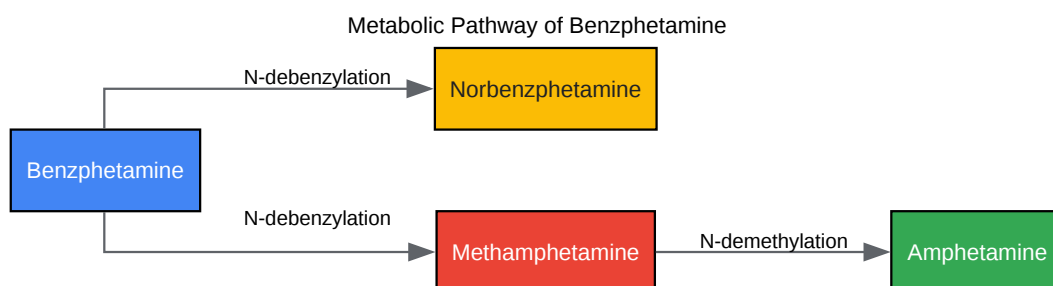 Metabolic Pathway of Benzphetamine
N-debenzylation
Norbenzphetamine
Benzphetamine
N-debenzylation
Methamphetamine
N-demethylation
Amphetamine